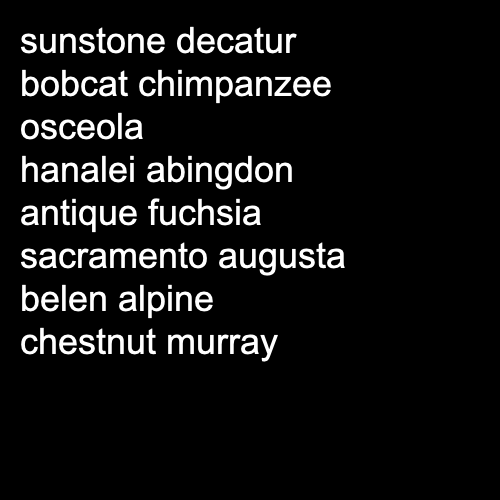 sunstone decatur
bobcat chimpanzee
osceola
hanalei abingdon
antique fuchsia
sacramento augusta
belen alpine
chestnut murray